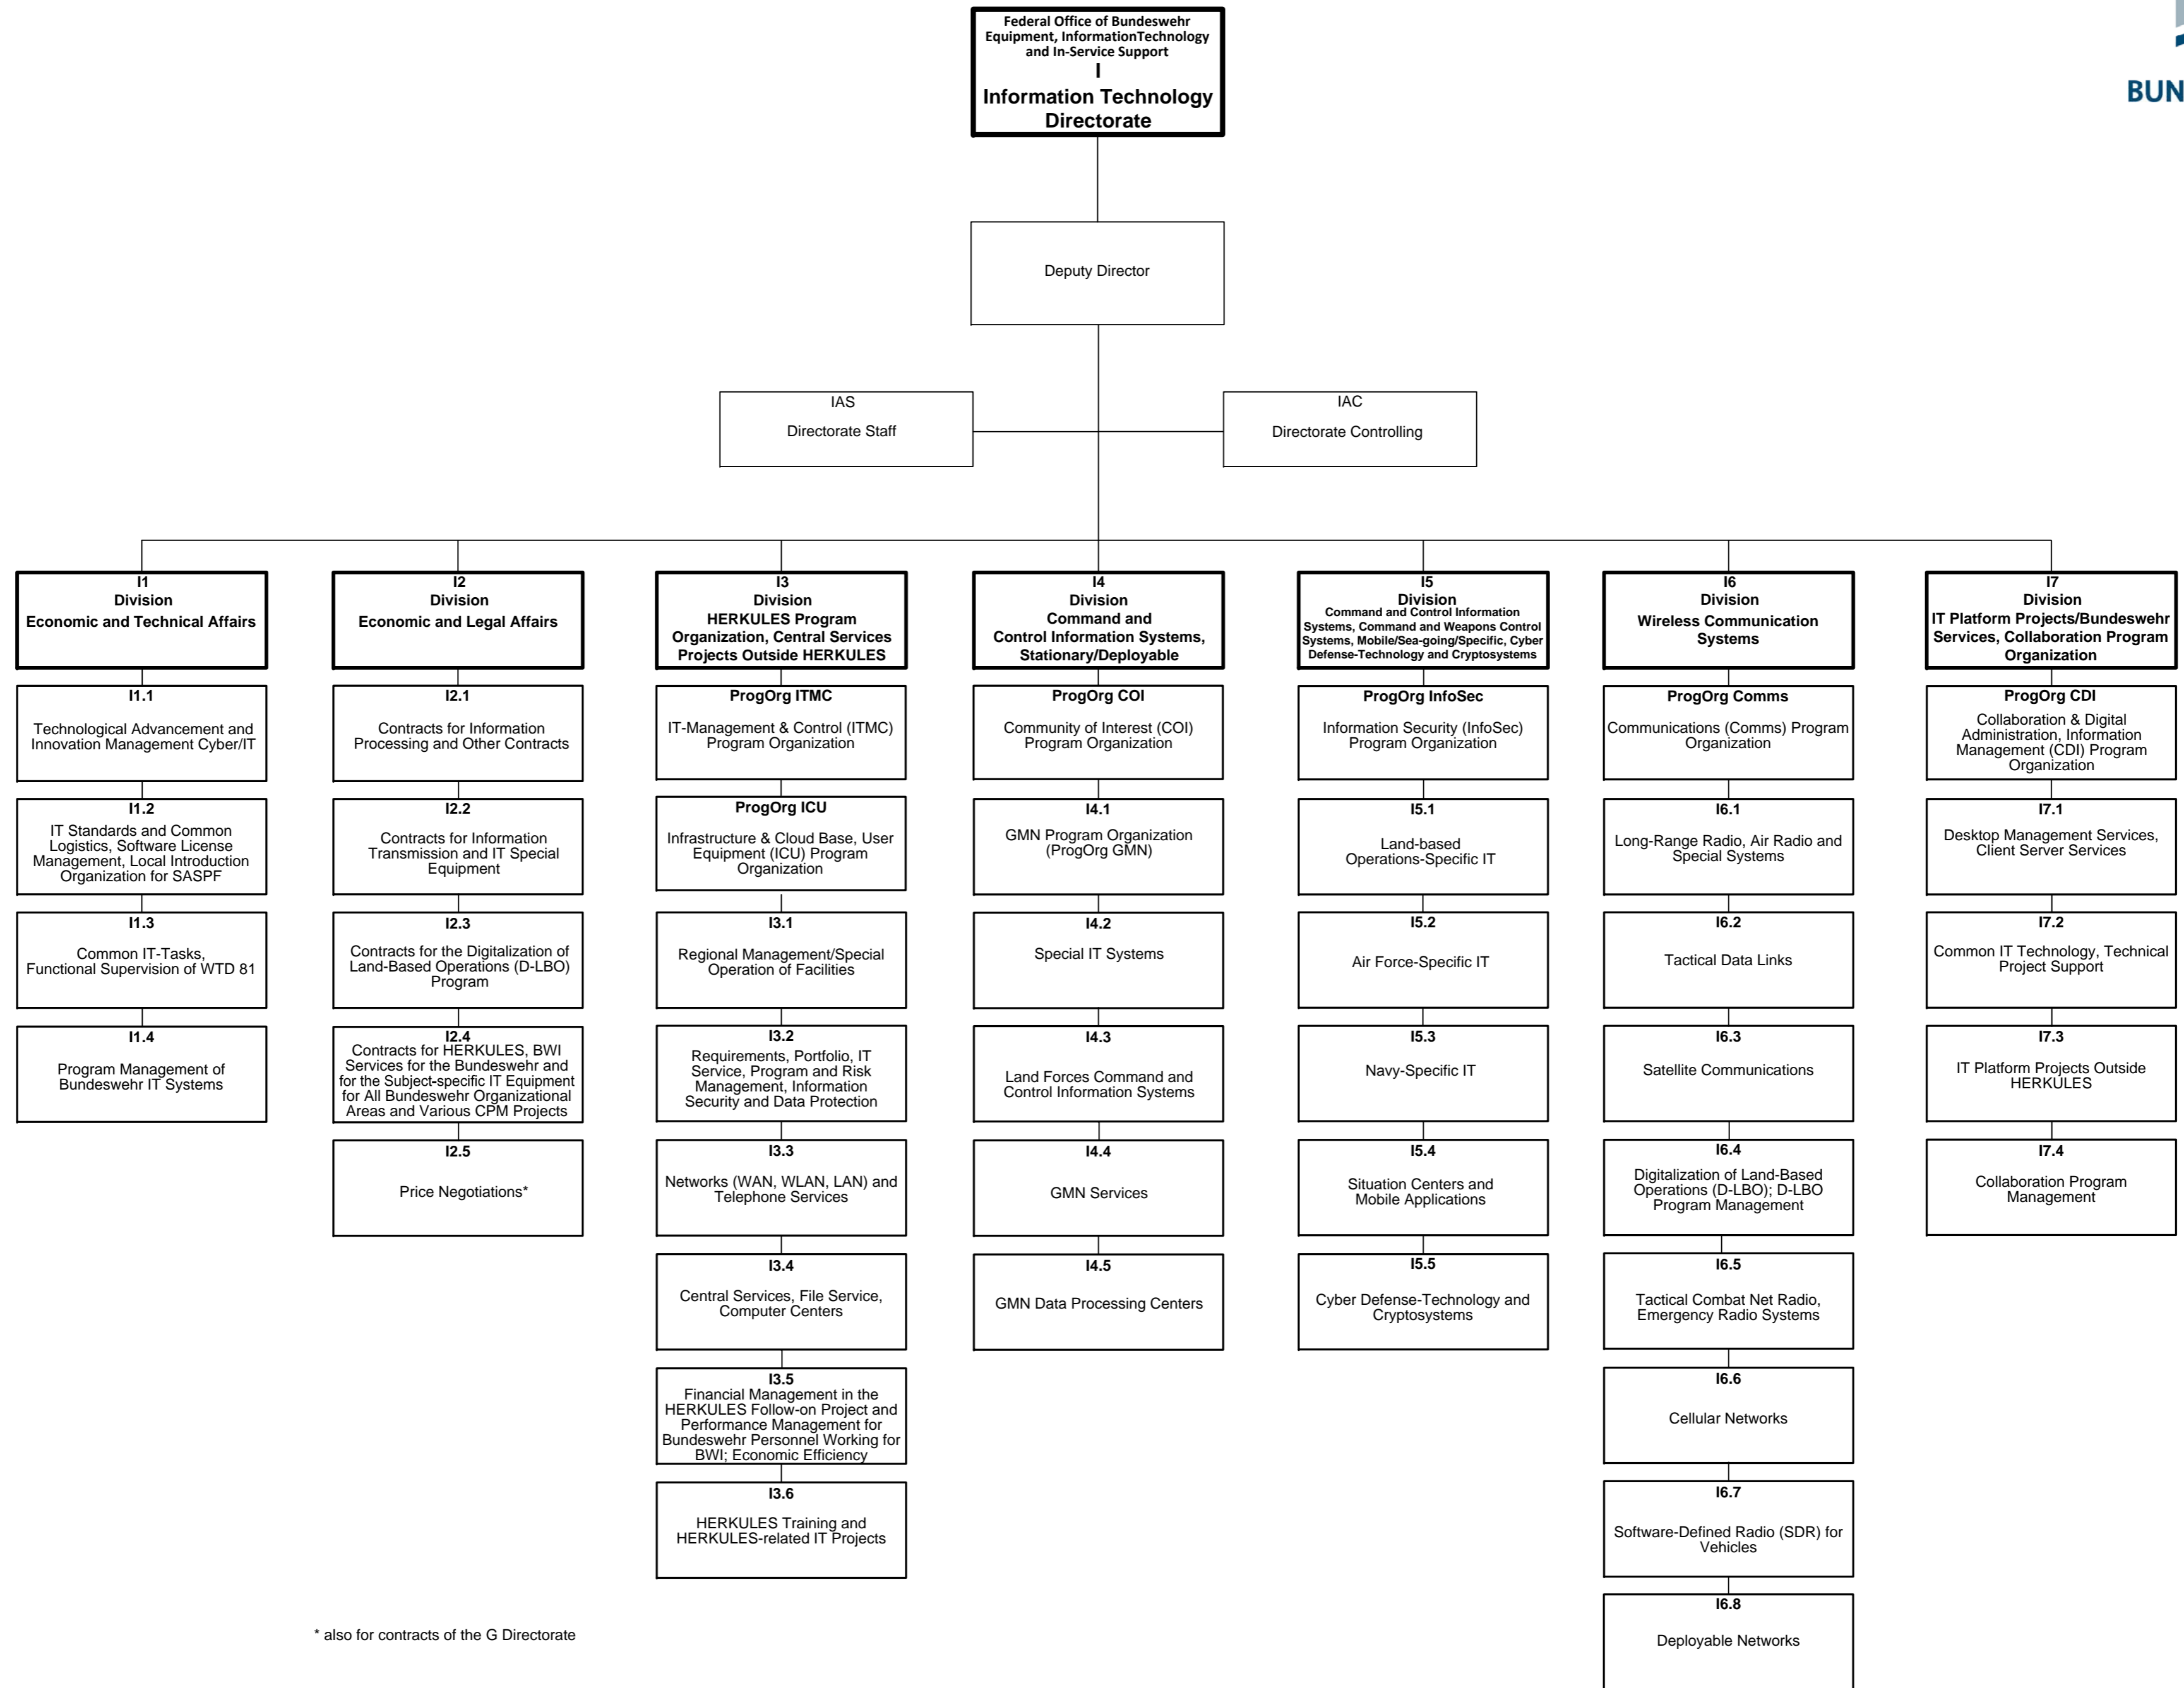 Federal Office of Bundeswehr
Equipment, InformationTechnology
and In-Service Support
I
Information Technology
Directorate
BUN
Deputy Director
IAS
Directorate Staff
IAC
Directorate Controlling
I1
Division
Economic and Technical Affairs
I1.1
Technological Advancement and
Innovation Management Cyber/IT
I1.2
IT Standards and Common
Logistics, Software License
Management, Local Introduction
Organization for SASPF
I1.3
Common IT-Tasks,
Functional Supervision of WTD 81
I1.4
Program Management of
Bundeswehr IT Systems
I2
Division
Economic and Legal Affairs
I2.1
Contracts for Information
Processing and Other Contracts
I2.2
Contracts for Information
Transmission and IT Special
Equipment
I2.3
Contracts for the Digitalization of
Land-Based Operations (D-LBO)
Program
I2.4
Contracts for HERKULES, BWI
Services for the Bundeswehr and
for the Subject-specific IT Equipment
for All Bundeswehr Organizational
Areas and Various CPM Projects
I2.5
Price Negotiations*
I3
Division
HERKULES Program
Organization, Central Services
Projects Outside HERKULES
ProgOrg ITMC
IT-Management & Control (ITMC)
Program Organization
ProgOrg ICU
Infrastructure & Cloud Base, User
Equipment (ICU) Program
Organization
I3.1
Regional Management/Special
Operation of Facilities
I3.2
Requirements, Portfolio, IT
Service, Program and Risk
Management, Information
Security and Data Protection
I3.3
Networks (WAN, WLAN, LAN) and
Telephone Services
I3.4
Central Services, File Service,
Computer Centers
I3.5
Financial Management in the
HERKULES Follow-on Project and
Performance Management for
Bundeswehr Personnel Working for
BWI; Economic Efficiency
I3.6
HERKULES Training and
HERKULES-related IT Projects
I4
Division
Command and
Control Information Systems,
Stationary/Deployable
ProgOrg COI
Community of Interest (COI)
Program Organization
I4.1
GMN Program Organization
(ProgOrg GMN)
I4.2
Special IT Systems
I4.3
Land Forces Command and
Control Information Systems
I4.4
GMN Services
I4.5
GMN Data Processing Centers
I5
Division
Command and Control Information
Systems, Command and Weapons Control
Systems, Mobile/Sea-going/Specific, Cyber
Defense-Technology and Cryptosystems
ProgOrg InfoSec
Information Security (InfoSec)
Program Organization
I5.1
Land-based
Operations-Specific IT
I5.2
Air Force-Specific IT
I5.3
Navy-Specific IT
I5.4
Situation Centers and
Mobile Applications
I5.5
Cyber Defense-Technology and
Cryptosystems
I6
Division
Wireless Communication
Systems
ProgOrg Comms
Communications (Comms) Program
Organization
I6.1
Long-Range Radio, Air Radio and
Special Systems
I6.2
Tactical Data Links
I6.3
Satellite Communications
I6.4
Digitalization of Land-Based
Operations (D-LBO); D-LBO
Program Management
I6.5
Tactical Combat Net Radio,
Emergency Radio Systems
I6.6
Cellular Networks
I6.7
Software-Defined Radio (SDR) for
Vehicles
I6.8
Deployable Networks
I7
Division
IT Platform Projects/Bundeswehr
Services, Collaboration Program
Organization
ProgOrg CDI
Collaboration & Digital
Administration, Information
Management (CDI) Program
Organization
I7.1
Desktop Management Services,
Client Server Services
I7.2
Common IT Technology, Technical
Project Support
I7.3
IT Platform Projects Outside
HERKULES
I7.4
Collaboration Program
Management
* also for contracts of the G Directorate